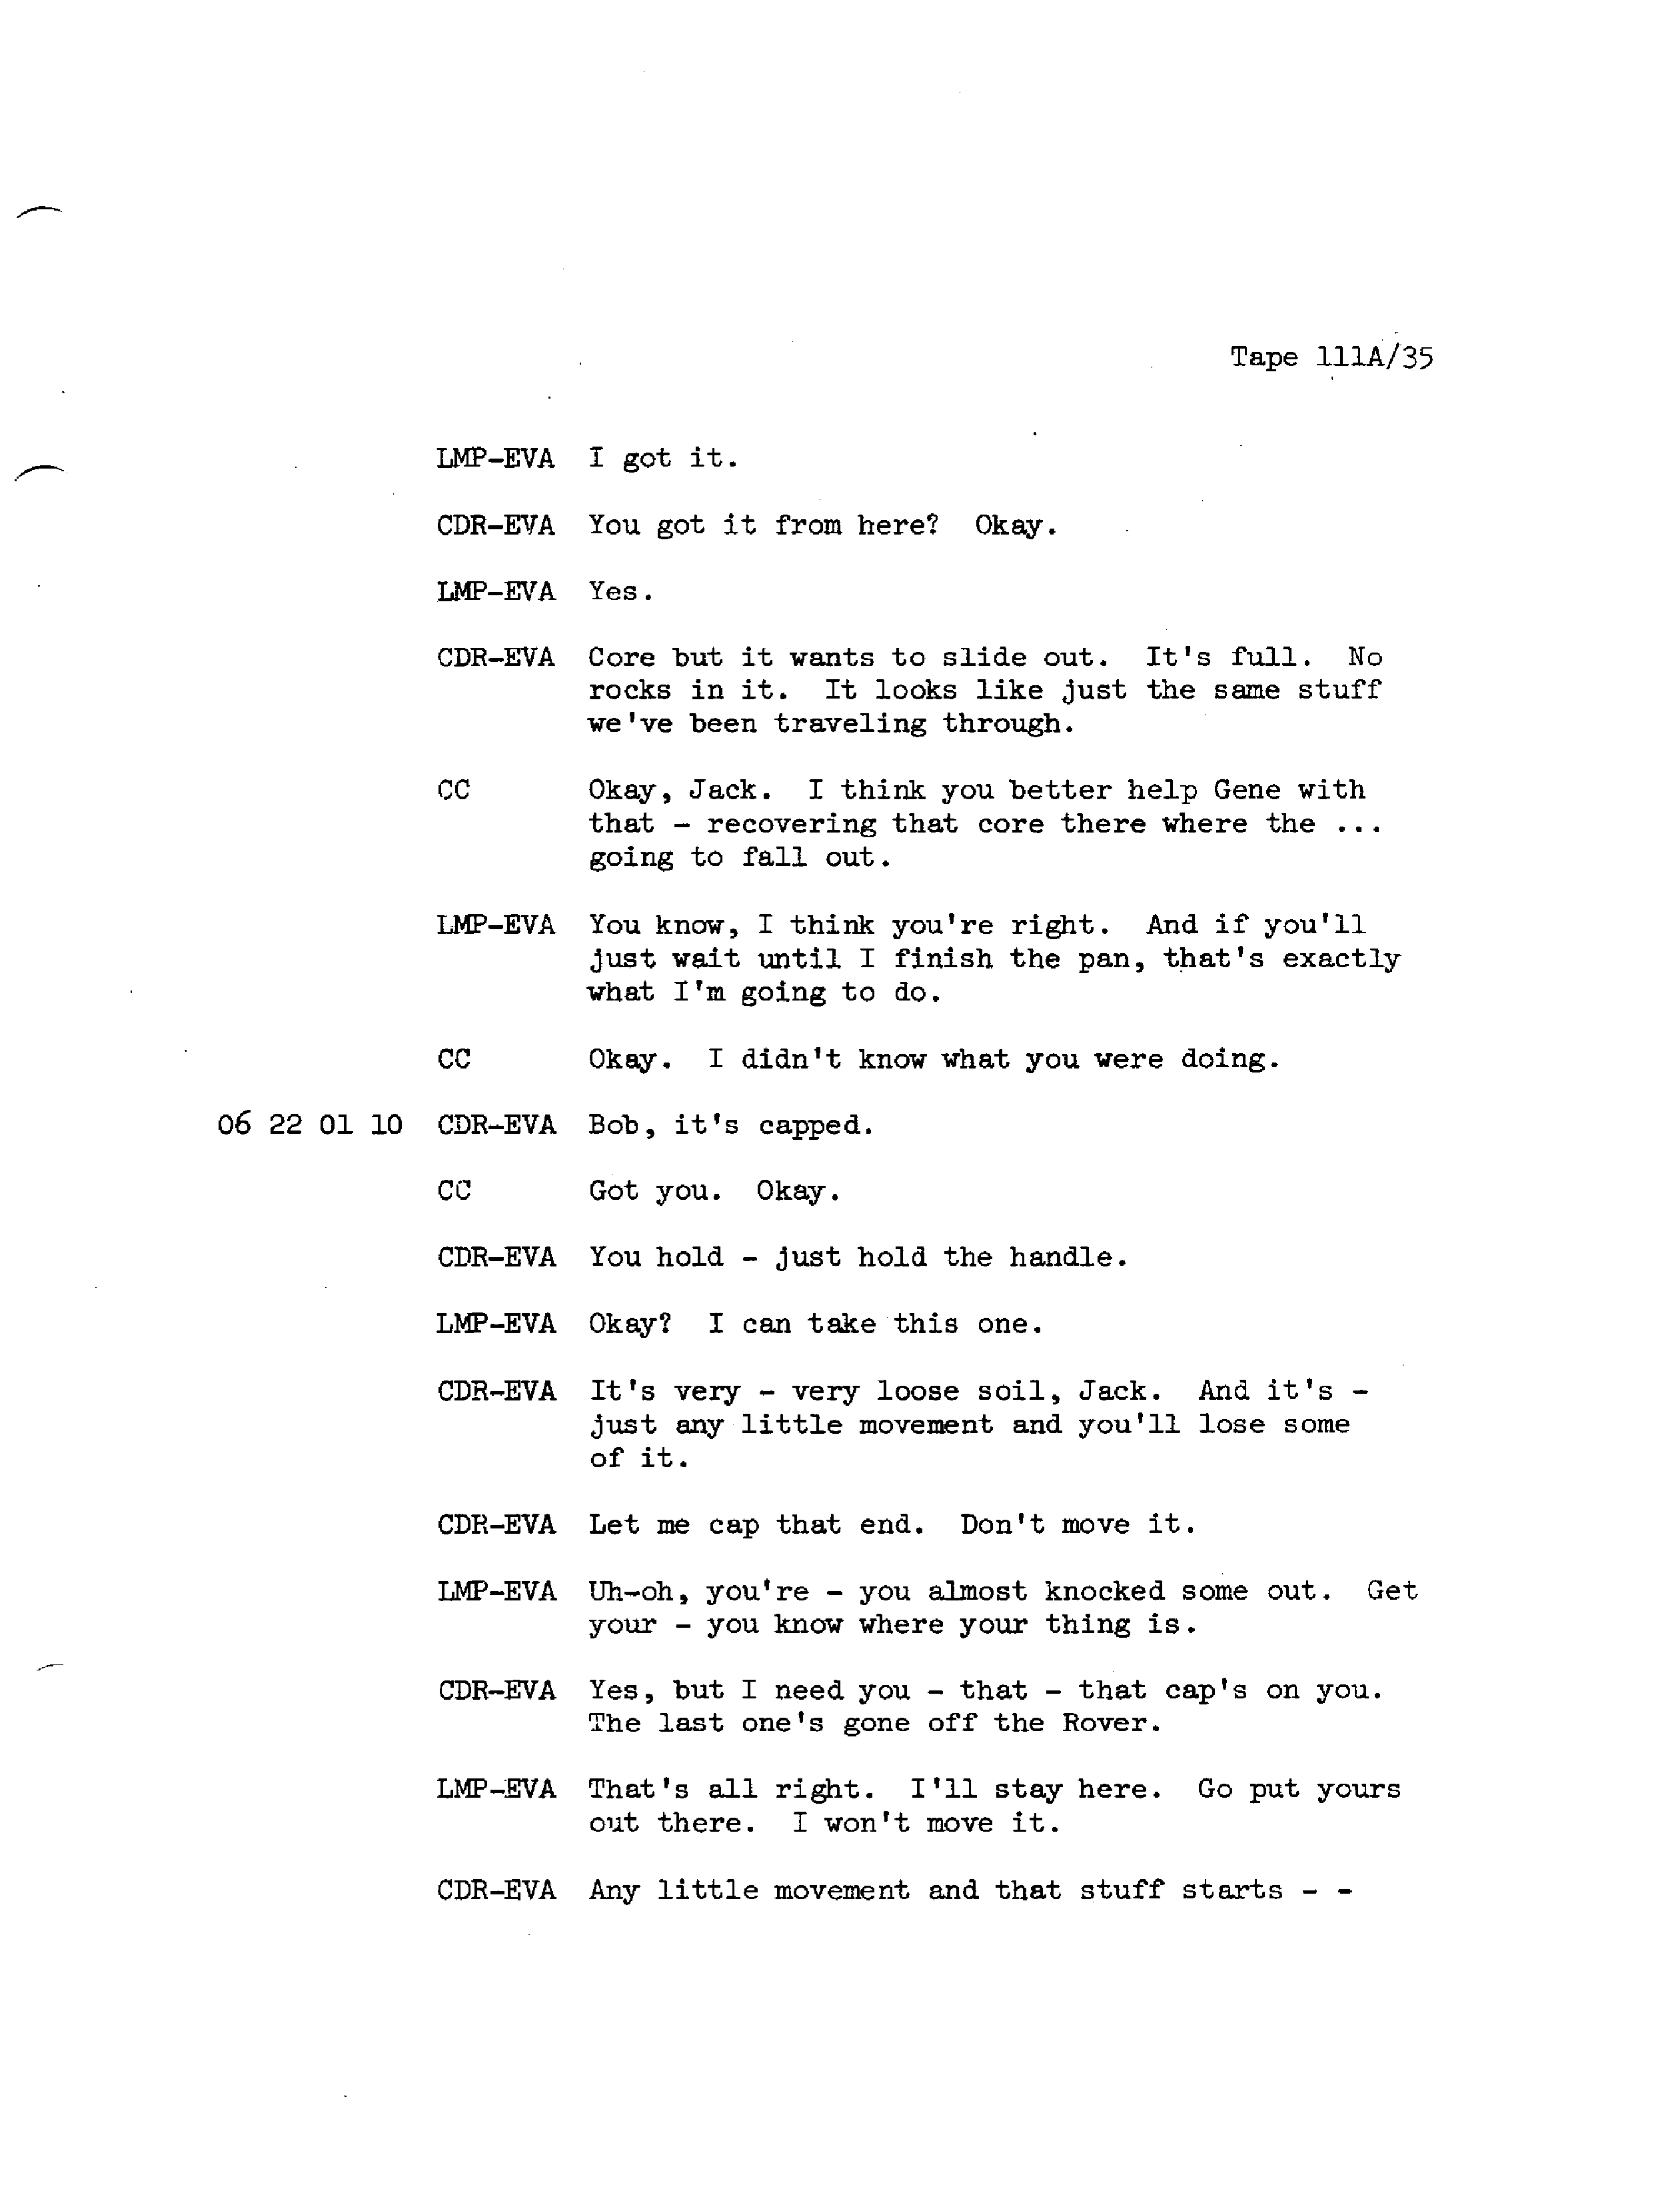 Tape 111A/35
LMP-EVA I got it.
CDR-EVA You got it from here? Okay.
LMP-EVA Yes.
CDR-EVA Core but it wants to slide out. It's full. No
rocks in it. It looks like just the same stuff
we've been traveling through.
CC Okay, Jack. I think you better help Gene with
that - recovering that core there where the ...
going to fall out.
LMP-EVA You know, I think you're right. And if you'll
just wait until I finish the pan, that's exactly
what I'm going to do.
CC Okay. I didn't know what you were doing.
06 22 01 10 CDR-EVA Bob, it's capped.
CC Got you. Okay.
CDR-EVA You hold - just hold the handle.
LMP-EVA Okay? I can take this one.
CDR-EVA It's very - very loose soil, Jack. And it's -
just any little movement and you'll lose some
of it.
CDR-EVA Let me cap that end. Don't move it.
LMP-EVA Uh-oh, you're - you almost knocked some out. Get
your - you know where your thing is.
CDR-EVA Yes, but I need you - that - that cap's on you.
The last one's gone off the Rover.
LMP-EVA That's all right. I'll stay here. Go put yours
out there. I won't move it.
CDR-EVA Any little movement and that stuff starts - -